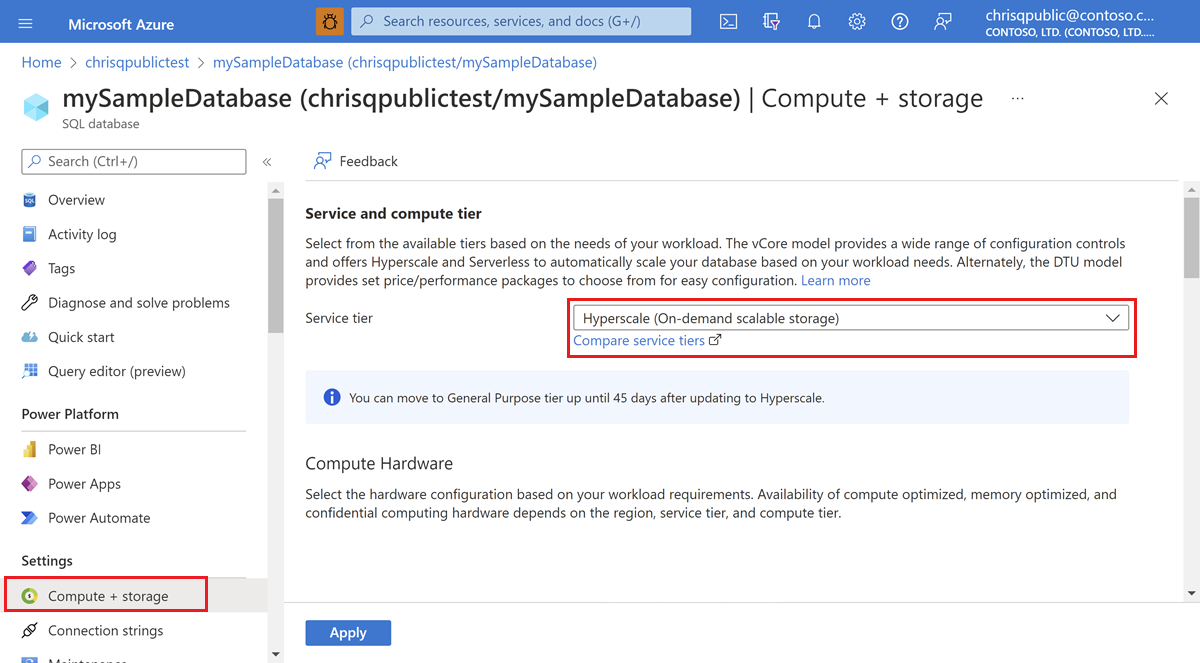 Microsoft Azure
Search resources, services, and docs (G+/)
chrisqpublic@contoso.c...
CONTOSO, LTD. (CONTOSO, LTD....
Home > chrisqpublictest > mySampleDatabase (chrisqpublictest/mySampleDatabase)
mySampleDatabase (chrisqpublictest/mySampleDatabase) | Compute + storage ...
SQL database
Search (Ctrl+/)
«
Overview
Activity log
Tags
Diagnose and solve problems
Quick start
Query editor (preview)
Power Platform
Power BI
Power Apps
Power Automate
Settings
Compute + storage
Connection strings
Maintenance
Feedback
Service and compute tier
Select from the available tiers based on the needs of your workload. The vCore model provides a wide range of configuration controls
and offers Hyperscale and Serverless to automatically scale your database based on your workload needs. Alternately, the DTU model
provides set price/performance packages to choose from for easy configuration. Learn more
Service tier
Hyperscale (On-demand scalable storage)
Compare service tiers
You can move to General Purpose tier up until 45 days after updating to Hyperscale.
Compute Hardware
Select the hardware configuration based on your workload requirements. Availability of compute optimized, memory optimized, and
confidential computing hardware depends on the region, service tier, and compute tier.
Apply